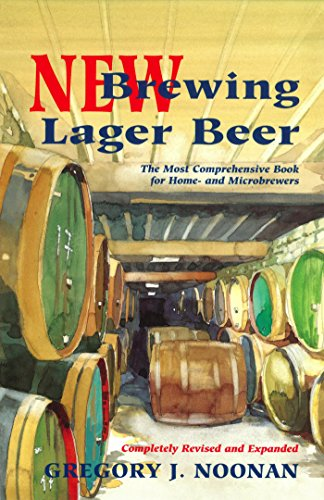 NEW Brewing
Lager Beer
The Most Comprehensive Book
for Home- and Microbrewers
Completely Revised and Expanded
GREGORY J. NOONAN